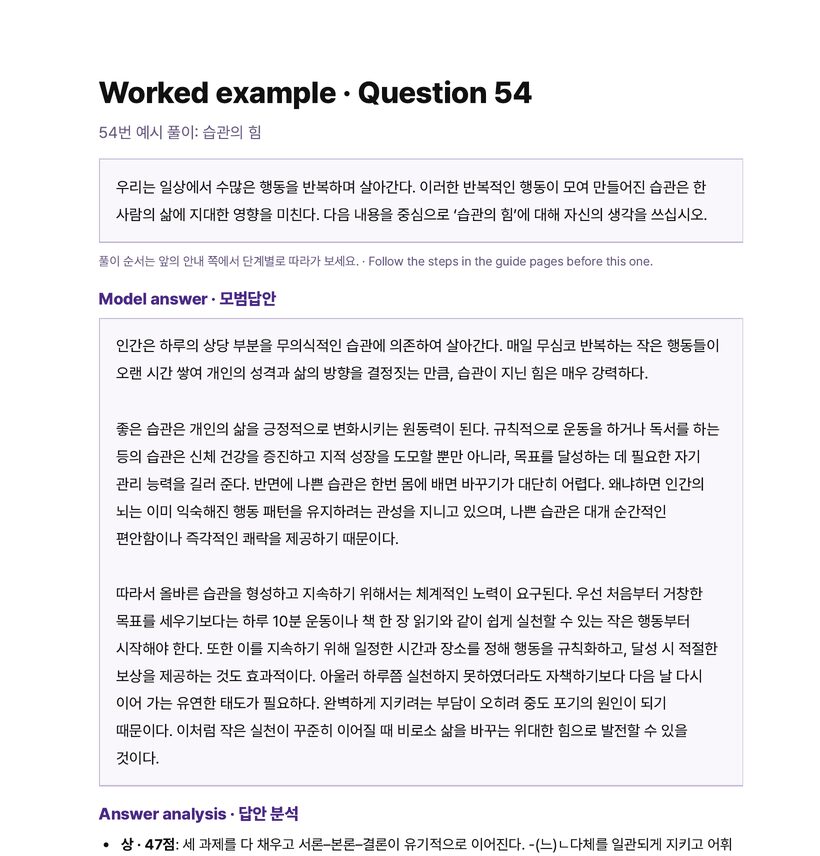 Worked example · Question 54
54번 예시 풀이: 습관의 힘
우리는 일상에서 수많은 행동을 반복하며 살아간다. 이러한 반복적인 행동이 모여 만들어진 습관은 한
사람의 삶에 지대한 영향을 미친다. 다음 내용을 중심으로 ‘습관의 힘’에 대해 자신의 생각을 쓰십시오.
풀이 순서는 앞의 안내 쪽에서 단계별로 따라가 보세요. · Follow the steps in the guide pages before this one.
Model answer · 모범답안
인간은 하루의 상당 부분을 무의식적인 습관에 의존하여 살아간다. 매일 무심코 반복하는 작은 행동들이
오랜 시간 쌓여 개인의 성격과 삶의 방향을 결정짓는 만큼, 습관이 지닌 힘은 매우 강력하다.
좋은 습관은 개인의 삶을 긍정적으로 변화시키는 원동력이 된다. 규칙적으로 운동을 하거나 독서를 하는
등의 습관은 신체 건강을 증진하고 지적 성장을 도모할 뿐만 아니라, 목표를 달성하는 데 필요한 자기
관리 능력을 길러 준다. 반면에 나쁜 습관은 한번 몸에 배면 바꾸기가 대단히 어렵다. 왜냐하면 인간의
뇌는 이미 익숙해진 행동 패턴을 유지하려는 관성을 지니고 있으며, 나쁜 습관은 대개 순간적인
편안함이나 즉각적인 쾌락을 제공하기 때문이다.
따라서 올바른 습관을 형성하고 지속하기 위해서는 체계적인 노력이 요구된다. 우선 처음부터 거창한
목표를 세우기보다는 하루 10분 운동이나 책 한 장 읽기와 같이 쉽게 실천할 수 있는 작은 행동부터
시작해야 한다. 또한 이를 지속하기 위해 일정한 시간과 장소를 정해 행동을 규칙화하고, 달성 시 적절한
보상을 제공하는 것도 효과적이다. 아울러 하루쯤 실천하지 못하였더라도 자책하기보다 다음 날 다시
이어 가는 유연한 태도가 필요하다. 완벽하게 지키려는 부담이 오히려 중도 포기의 원인이 되기
때문이다. 이처럼 작은 실천이 꾸준히 이어질 때 비로소 삶을 바꾸는 위대한 힘으로 발전할 수 있을
것이다.
Answer analysis · 답안 분석
• 상 · 47점: 세 과제를 다 채우고 서론–본론–결론이 유기적으로 이어진다. -(느)ㄴ다체를 일관되게 지키고 어휘